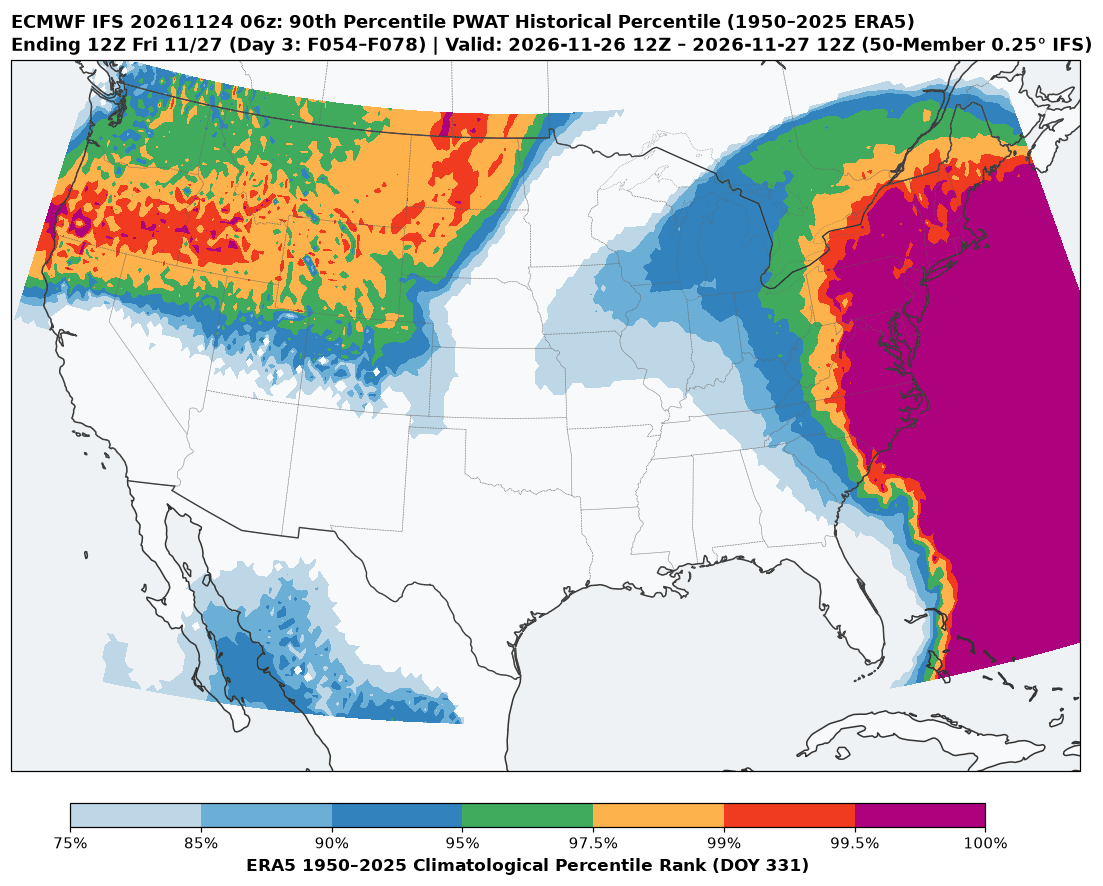 ECMWF IFS 20261124 06z: 90th Percentile PWAT Historical Percentile (1950–2025 ERA5)
Ending 12Z Fri 11/27 (Day 3: F054–F078) | Valid: 2026-11-26 12Z – 2026-11-27 12Z (50-Member 0.25° IFS)
75% 85% 90% 95% 97.5% 99% 99.5% 100%
ERA5 1950–2025 Climatological Percentile Rank (DOY 331)